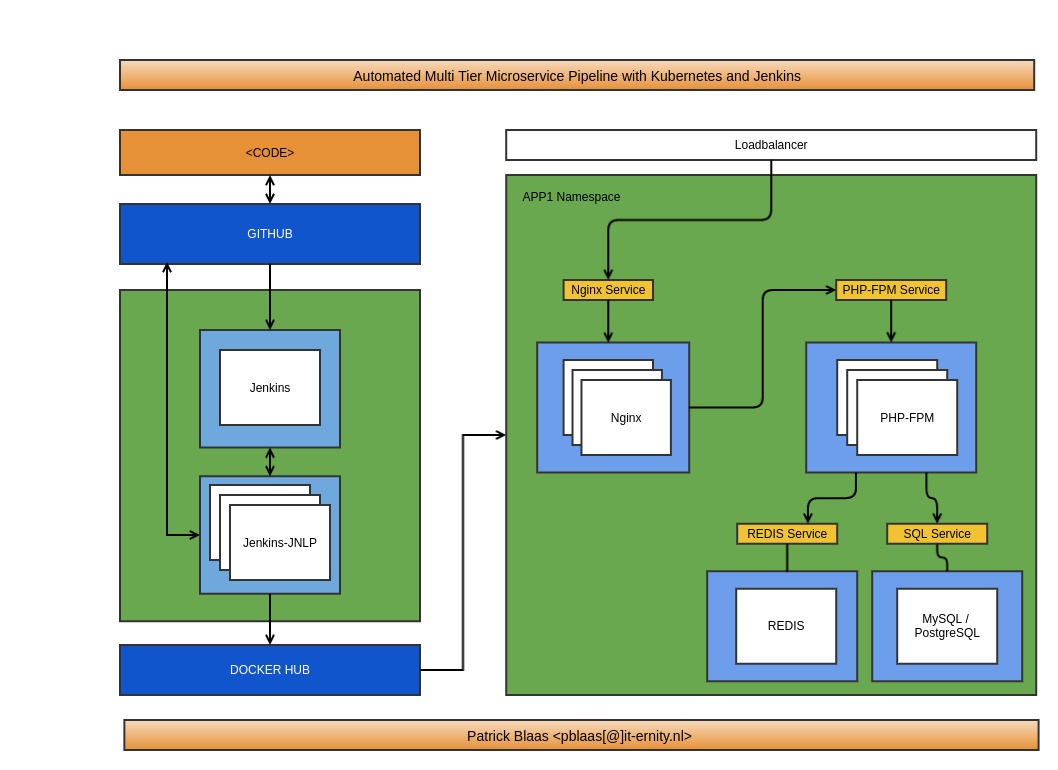 Automated Multi Tier Microservice Pipeline with Kubernetes and Jenkins
<CODE>
GITHUB
Jenkins
Jenkins-JNLP
DOCKER HUB
Loadbalancer
APP1 Namespace
Nginx Service
PHP-FPM Service
Nginx
PHP-FPM
REDIS Service
SQL Service
REDIS
MySQL /
PostgreSQL
Patrick Blaas <pblaas[@]it-ernity.nl>